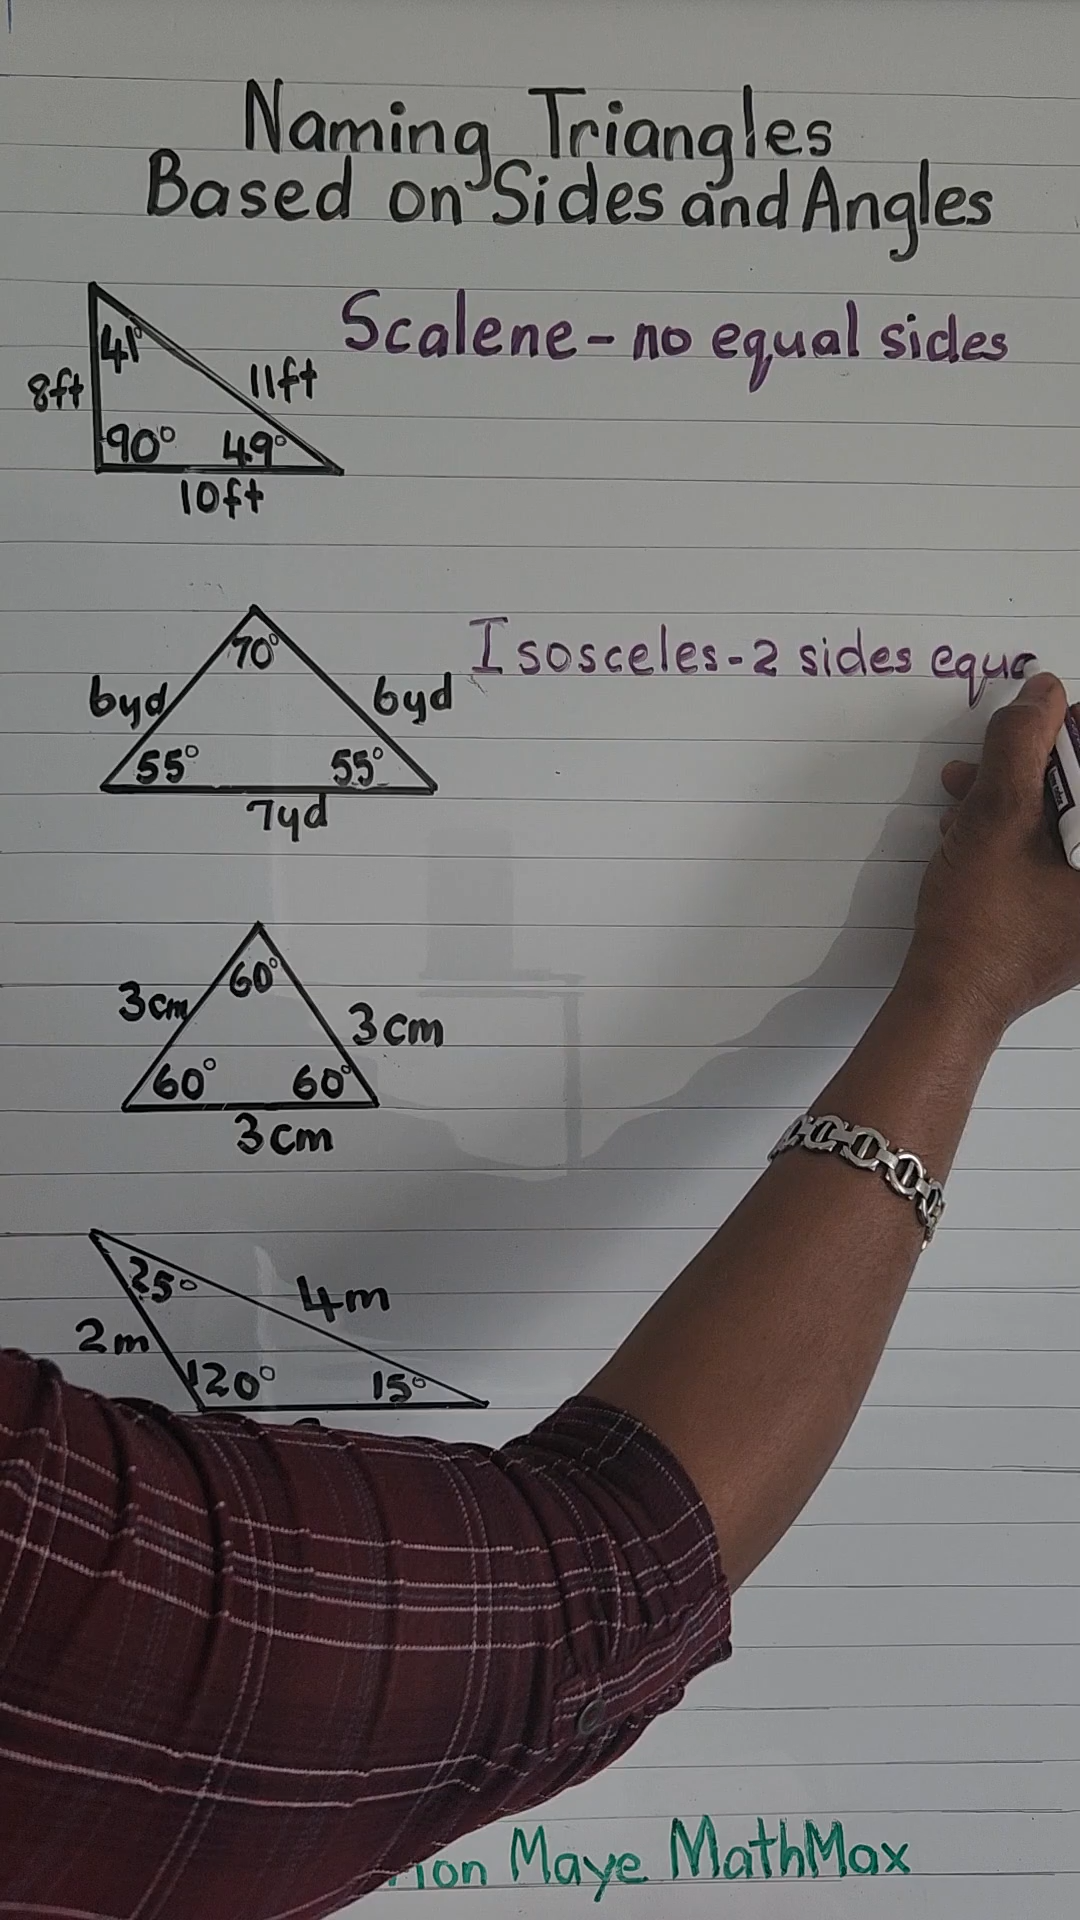 Naming Triangles
Based on Sides and Angles
Scalene - no equal sides
41°
8ft
11ft
90° 49°
10ft
Isosceles - 2 sides equa
70°
6yd 6yd
55° 55°
7yd
60°
3cm
3cm
60° 60°
3cm
25°
4m
2m
120° 15°
Maye MathMax